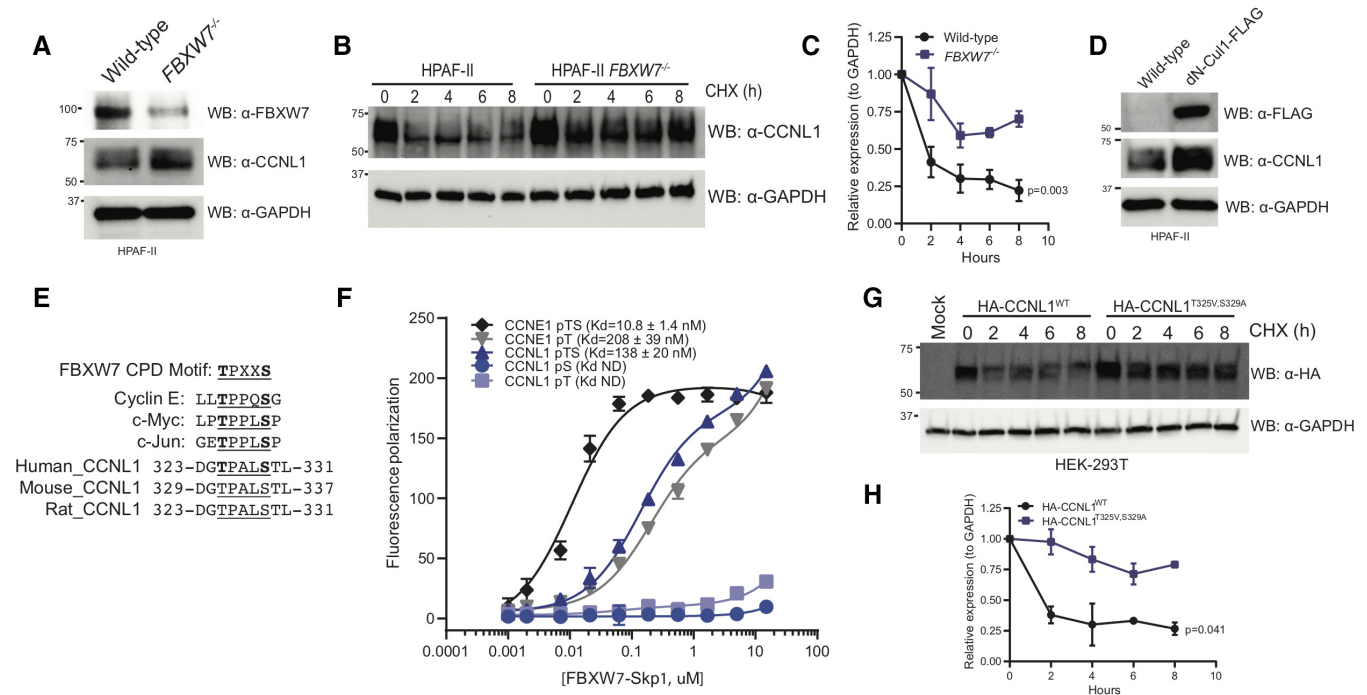 A
Wild-type
FBXW7-/-
100-
WB: α-FBXW7
75
WB: α-CCNL1
50
37
WB: α-GAPDH
HPAF-II
B
HPAF-II HPAF-II FBXW7-/-
0 2 4 6 8 0 2 4 6 8 CHX (h)
75
WB: α-CCNL1
50
37
WB: α-GAPDH
C
Relative expression (to GAPDH)
1.25
1.00
0.75
0.50
0.25
0.00
Wild-type
FBXW7-/-
p=0.003
0 2 4 6 8 10
Hours
D
Wild-type
dN-Cul1-FLAG
WB: α-FLAG
50
75
WB: α-CCNL1
37
WB: α-GAPDH
HPAF-II
E
FBXW7 CPD Motif: TPXXS
Cyclin E: LLTPPQSG
c-Myc: LPTPPLSP
c-Jun: GETPPLSP
Human_CCNL1 323-DGTPALSTL-331
Mouse_CCNL1 329-DGTPALSTL-337
Rat_CCNL1 323-DGTPALSTL-331
F
Fluorescence polarization
250
200
150
100
50
0
CCNE1 pTS (Kd=10.8 ± 1.4 nM)
CCNE1 pT (Kd=208 ± 39 nM)
CCNL1 pTS (Kd=138 ± 20 nM)
CCNL1 pS (Kd ND)
CCNL1 pT (Kd ND)
0.0001 0.001 0.01 0.1 1 10 100
[FBXW7-Skp1, uM]
G
Mock
HA-CCNL1WT HA-CCNL1T325V,S329A
0 2 4 6 8 0 2 4 6 8 CHX (h)
75
WB: α-HA
50
37
WB: α-GAPDH
HEK-293T
H
Relative expression (to GAPDH)
1.25
1.00
0.75
0.50
0.25
0.00
HA-CCNL1WT
HA-CCNL1T325V,S329A
p=0.041
0 2 4 6 8 10
Hours